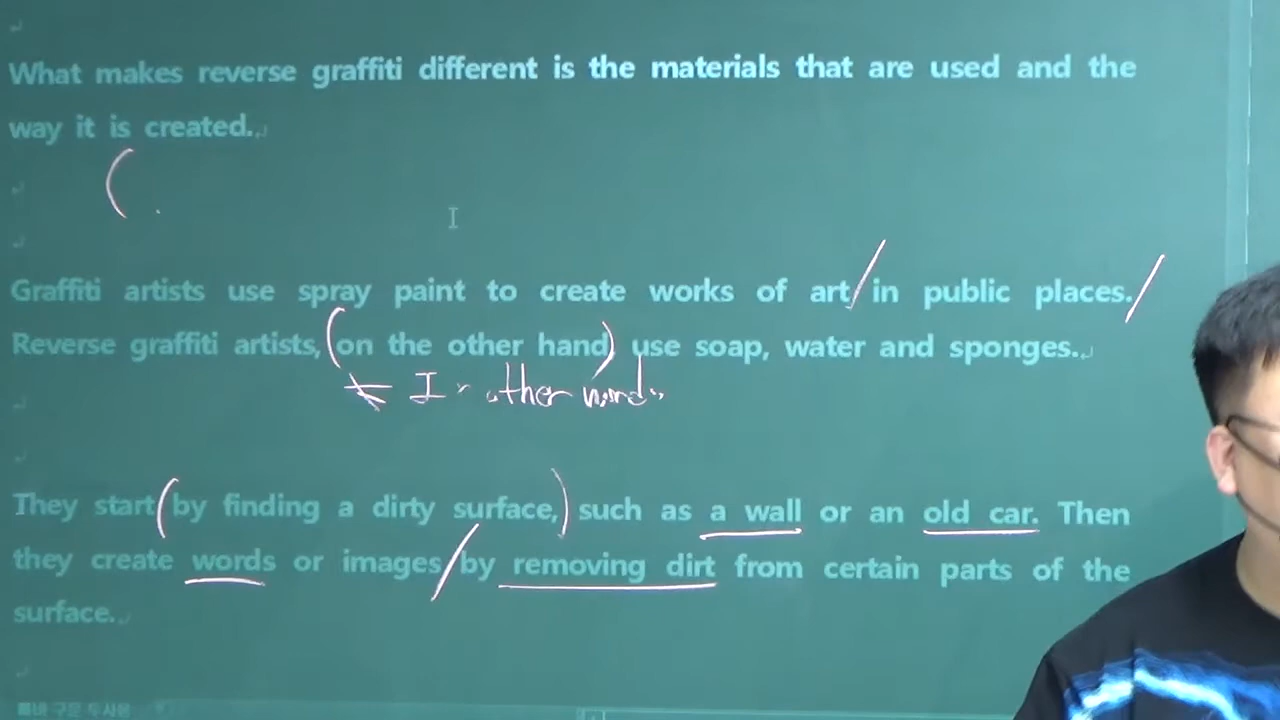 What makes reverse graffiti different is the materials that are used and the
way it is created.
Graffiti artists use spray paint to create works of art in public places.
Reverse graffiti artists, on the other hand, use soap, water and sponges.
other words
They start by finding a dirty surface, such as a wall or an old car. Then
they create words or images by removing dirt from certain parts of the
surface.